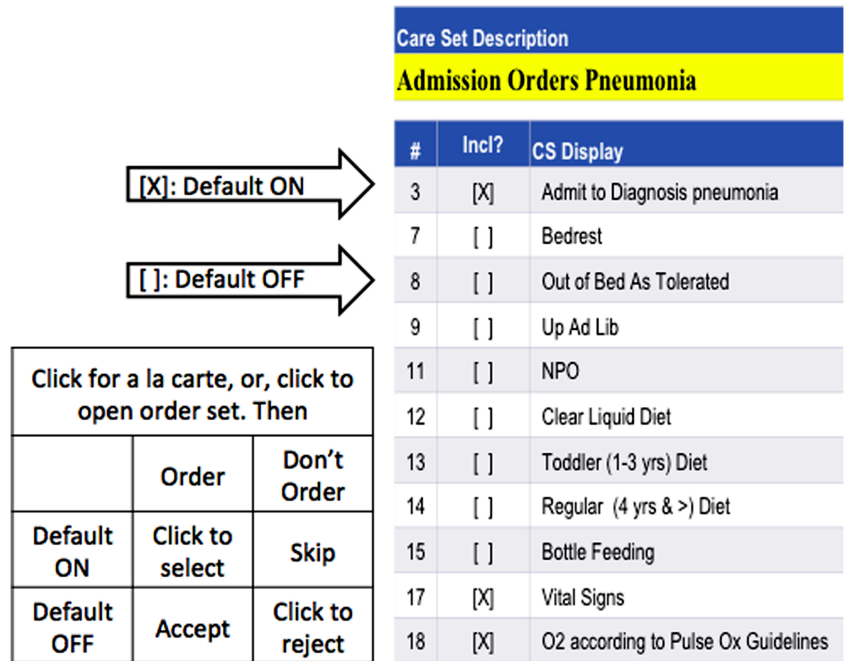 Care Set Description
Admission Orders Pneumonia
# Incl? CS Display
[X]: Default ON
3 [X] Admit to Diagnosis pneumonia
7 [ ] Bedrest
[ ]: Default OFF
8 [ ] Out of Bed As Tolerated
9 [ ] Up Ad Lib
11 [ ] NPO
12 [ ] Clear Liquid Diet
13 [ ] Toddler (1-3 yrs) Diet
14 [ ] Regular (4 yrs & >) Diet
15 [ ] Bottle Feeding
17 [X] Vital Signs
18 [X] O2 according to Pulse Ox Guidelines
Click for a la carte, or, click to
open order set. Then
Order Don't
Order
Default
ON Click to
select Skip
Default
OFF Accept Click to
reject